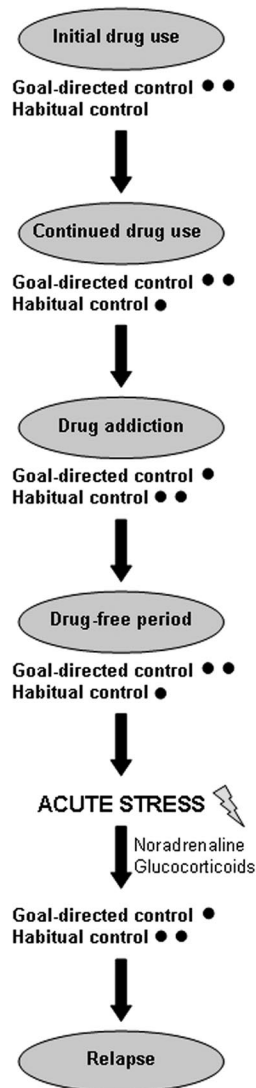 Initial drug use
Goal-directed control ● ●
Habitual control
Continued drug use
Goal-directed control ● ●
Habitual control ●
Drug addiction
Goal-directed control ●
Habitual control ● ●
Drug-free period
Goal-directed control ● ●
Habitual control ●
ACUTE STRESS
Noradrenaline
Glucocorticoids
Goal-directed control ●
Habitual control ● ●
Relapse